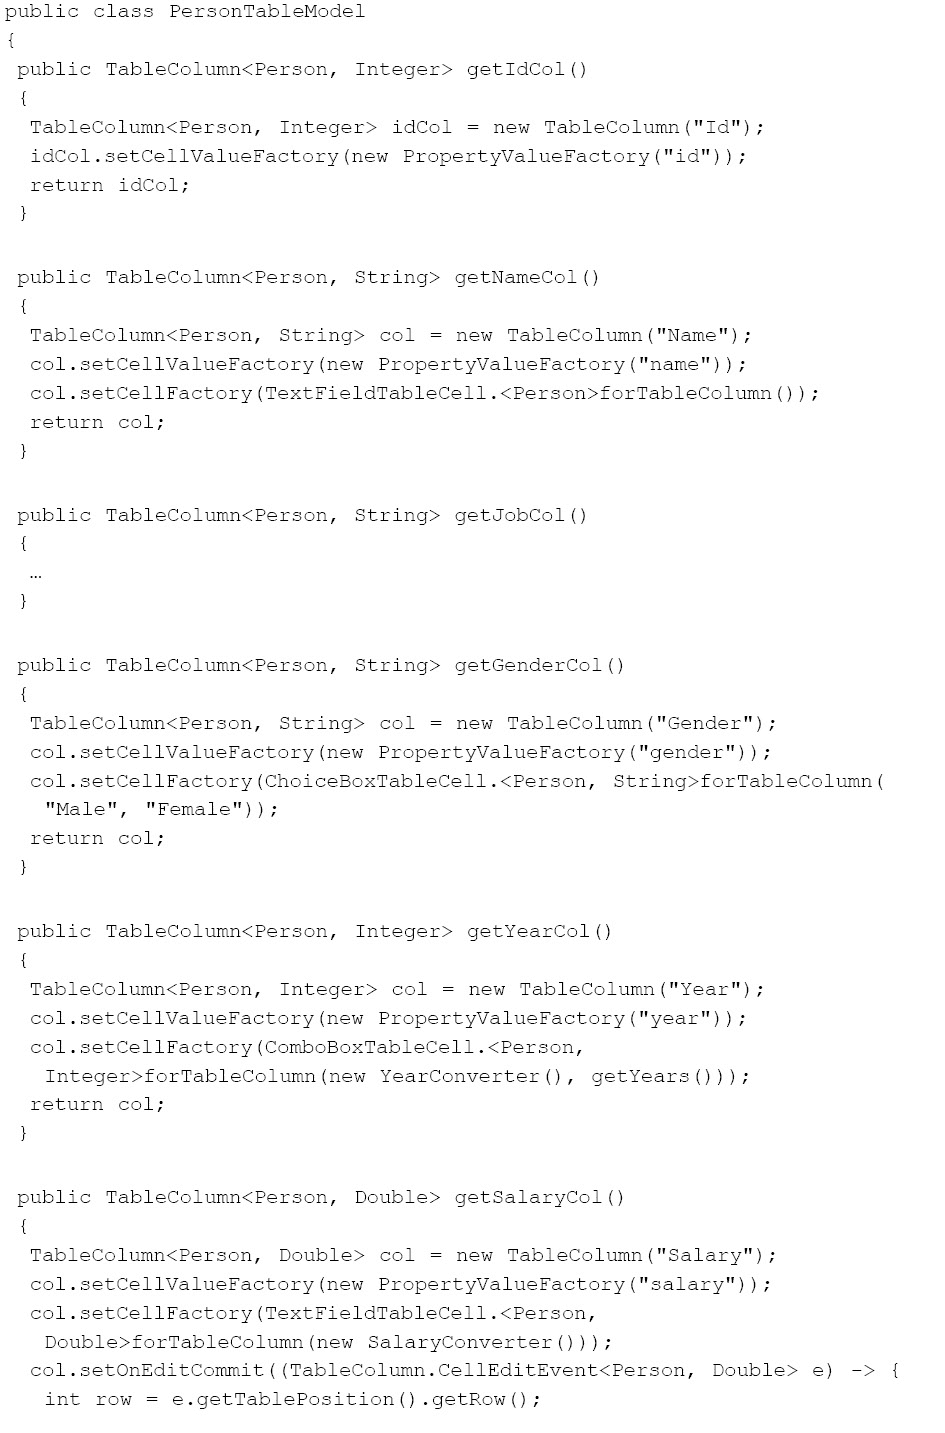 public class PersonTableModel
{
public TableColumn<Person, Integer> getIdCol()
{
TableColumn<Person, Integer> idCol = new TableColumn("Id");
idCol.setCellValueFactory(new PropertyValueFactory("id"));
return idCol;
}
public TableColumn<Person, String> getNameCol()
{
TableColumn<Person, String> col = new TableColumn("Name");
col.setCellValueFactory(new PropertyValueFactory("name"));
col.setCellFactory(TextFieldTableCell.<Person>forTableColumn());
return col;
}
public TableColumn<Person, String> getJobCol()
{
…
}
public TableColumn<Person, String> getGenderCol()
{
TableColumn<Person, String> col = new TableColumn("Gender");
col.setCellValueFactory(new PropertyValueFactory("gender"));
col.setCellFactory(ChoiceBoxTableCell.<Person, String>forTableColumn(
"Male", "Female"));
return col;
}
public TableColumn<Person, Integer> getYearCol()
{
TableColumn<Person, Integer> col = new TableColumn("Year");
col.setCellValueFactory(new PropertyValueFactory("year"));
col.setCellFactory(ComboBoxTableCell.<Person,
Integer>forTableColumn(new YearConverter(), getYears()));
return col;
}
public TableColumn<Person, Double> getSalaryCol()
{
TableColumn<Person, Double> col = new TableColumn("Salary");
col.setCellValueFactory(new PropertyValueFactory("salary"));
col.setCellFactory(TextFieldTableCell.<Person,
Double>forTableColumn(new SalaryConverter()));
col.setOnEditCommit((TableColumn.CellEditEvent<Person, Double> e) -> {
int row = e.getTablePosition().getRow();